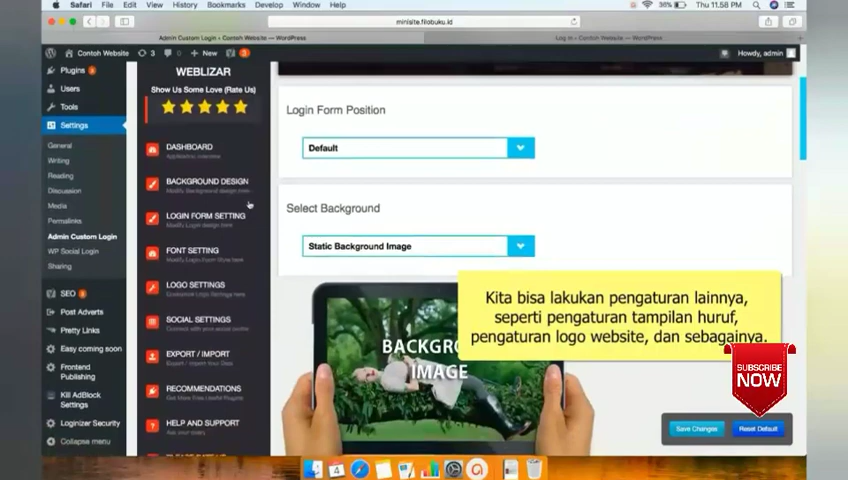 Safari File Edit View History Bookmarks Develop Window Help
36% Thu 11.58 PM
minisite.filobuku.id
Admin Custom Login ‹ Contoh Website — WordPress
Log In ‹ Contoh Website — WordPress
Contoh Website 3 0 + New 3
Howdy, admin
Plugins 3
Users
Tools
Settings
General
Writing
Reading
Discussion
Media
Permalinks
Admin Custom Login
WP Social Login
Sharing
SEO 3
Post Adverts
Pretty Links
Easy coming soon
Frontend
Publishing
Kill AdBlock
Settings
Loginizer Security
Collapse menu
WEBLIZAR
Show Us Some Love (Rate Us)
DASHBOARD
BACKGROUND DESIGN
LOGIN FORM SETTING
FONT SETTING
LOGO SETTINGS
SOCIAL SETTINGS
EXPORT / IMPORT
RECOMMENDATIONS
HELP AND SUPPORT
Login Form Position
Default
Select Background
Static Background Image
IMAGE
Kita bisa lakukan pengaturan lainnya,
seperti pengaturan tampilan huruf,
pengaturan logo website, dan sebagainya.
SUBSCRIBE
NOW
Save Changes
Reset Default